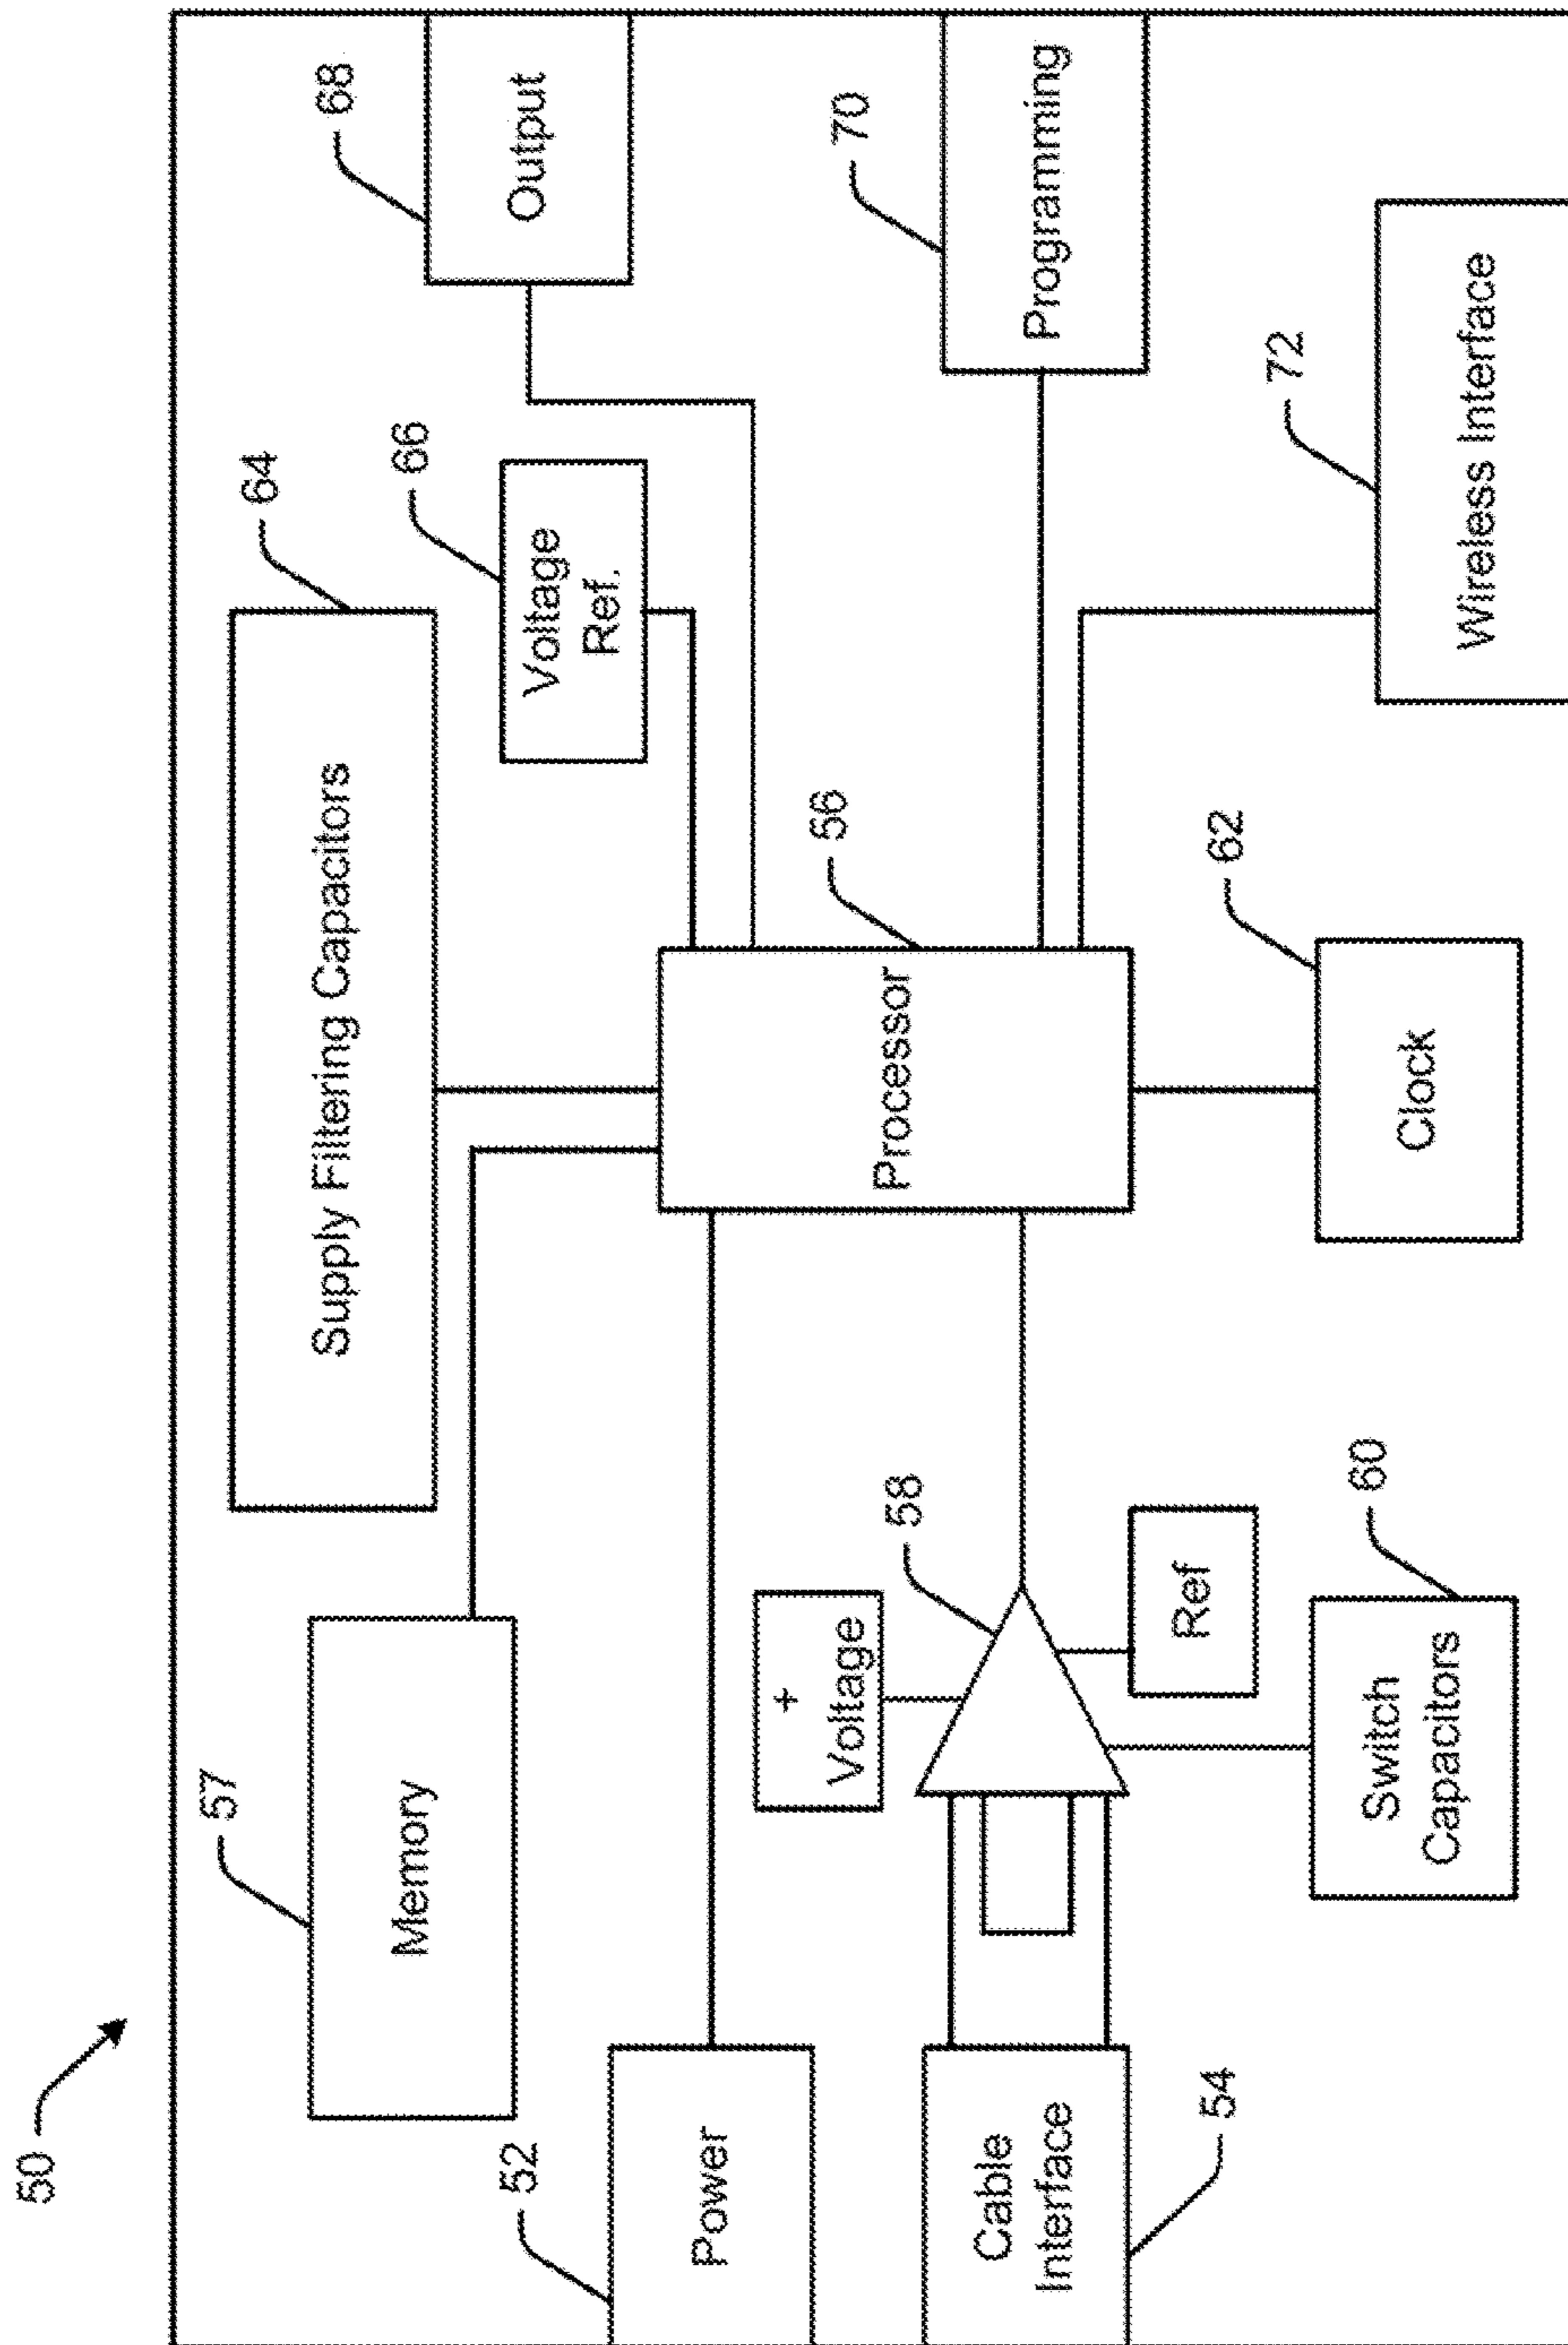 50
57
Memory
64
Supply Filtering Capacitors
68
Output
66
Voltage
Ref.
52
Power
58
+
Voltage
56
Processor
70
Programming
54
Cable
Interface
Ref
60
Switch
Capacitors
62
Clock
72
Wireless Interface